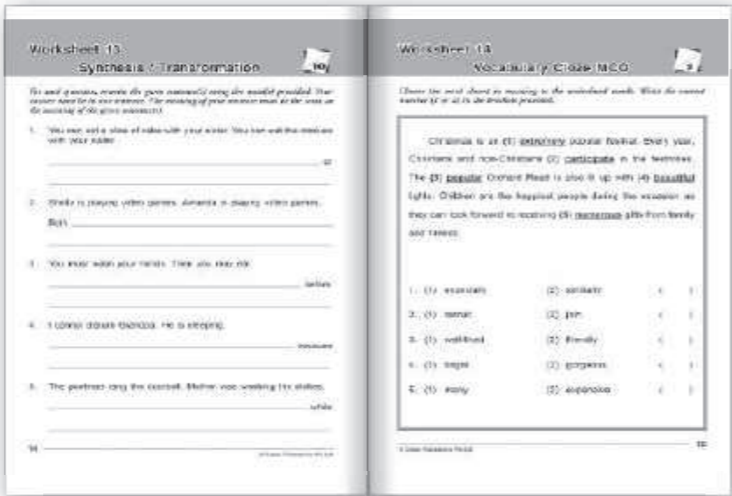 Worksheet 13
Synthesis / Transformation
10
For each question, rewrite the given sentence(s) using the word(s) provided. Your
answer must be in one sentence. The meaning of your sentence must be the same as
the meaning of the given sentence(s).
1. You can eat a slice of cake with your sister. You can eat the
with your sister.
or
2. Sheila is playing video games. Amanda is playing video games.
Both
3. You must wash your hands. Then you may eat.
before
4. I cannot disturb Grandpa. He is sleeping.
because
5. The postman rang the doorbell. Mother was washing the dishes.
while
14
Worksheet 14
Vocabulary Cloze MCQ
5
Choose the word closest in meaning to the underlined words. Write the correct
number (1 or 2) in the brackets provided.
Christmas is an (1) extremely popular festival. Every year,
Christians and non-Christians (2) participate in the festivities.
The (3) popular Orchard Road is also lit up with (4) beautiful
lights. Children are the happiest people during the occasion as
they can look forward to receiving (5) numerous gifts from family
and friends.
1. (1) especially (2) ( )
2. (1) (2) join ( )
3. (1) well-liked (2) friendly ( )
4. (1) bright (2) gorgeous ( )
5. (1) many (2) expensive ( )
15